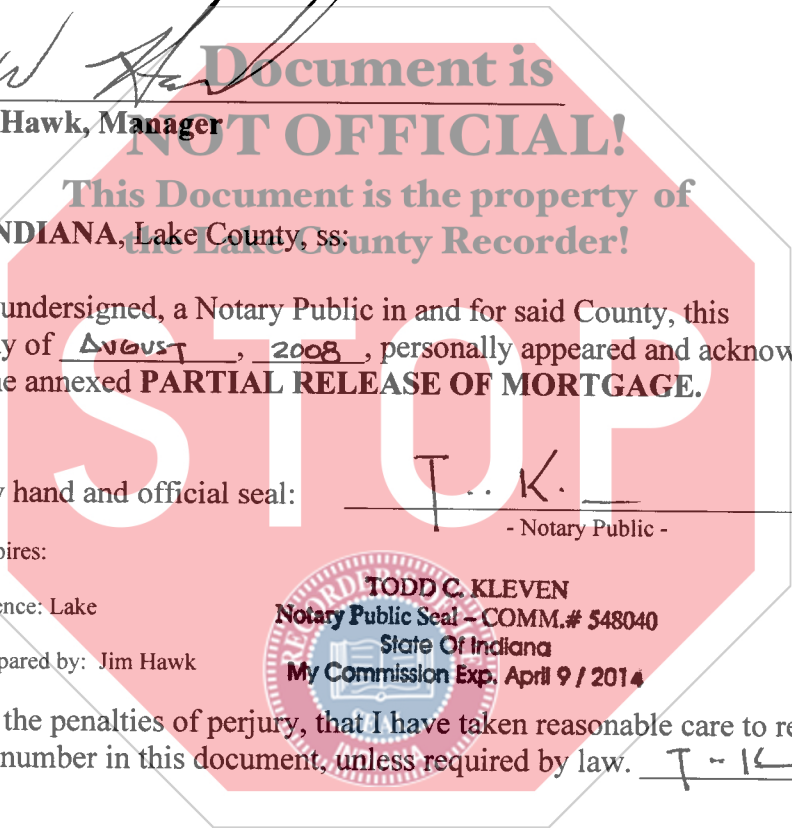 Document is
Hawk, Manager
NOT OFFICIAL!
This Document is the property of
NDIANA, Lake County, ss:
the Lake County Recorder!
undersigned, a Notary Public in and for said County, this
y of August, 2008, personally appeared and acknow
e annexed PARTIAL RELEASE OF MORTGAGE.
STOP
hand and official seal: T. K.
- Notary Public -
ires:
ence: Lake
pared by: Jim Hawk
TODD C. KLEVEN
Notary Public Seal – COMM.# 548040
State Of Indiana
My Commission Exp. April 9 / 2014
SEAL
INDIANA
the penalties of perjury, that I have taken reasonable care to re
number in this document, unless required by law. T - K